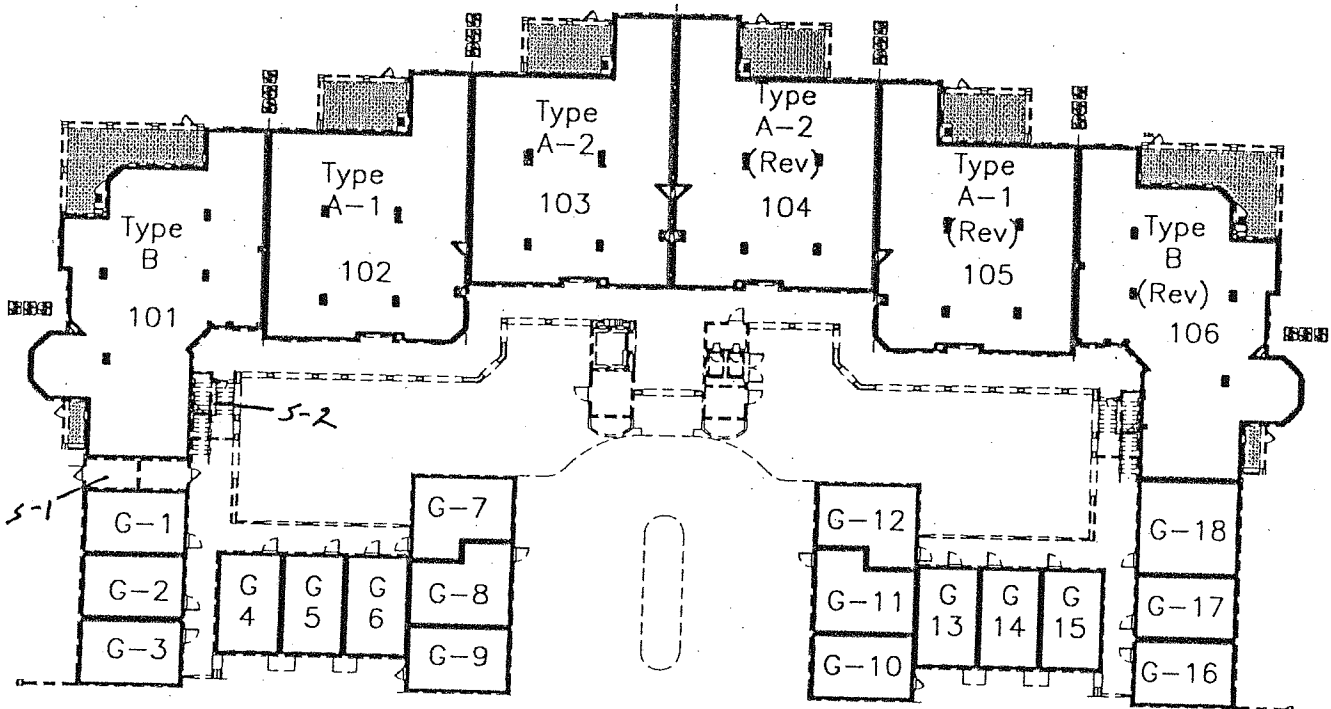 Type
B
101
Type
A-1
102
Type
A-2
103
Type
A-2
(Rev)
104
Type
A-1
(Rev)
105
Type
B
(Rev)
106
S-2
S-1
G-1
G-2
G-3
G
4
G
5
G
6
G-7
G-8
G-9
G-12
G-11
G-10
G
13
G
14
G
15
G-18
G-17
G-16